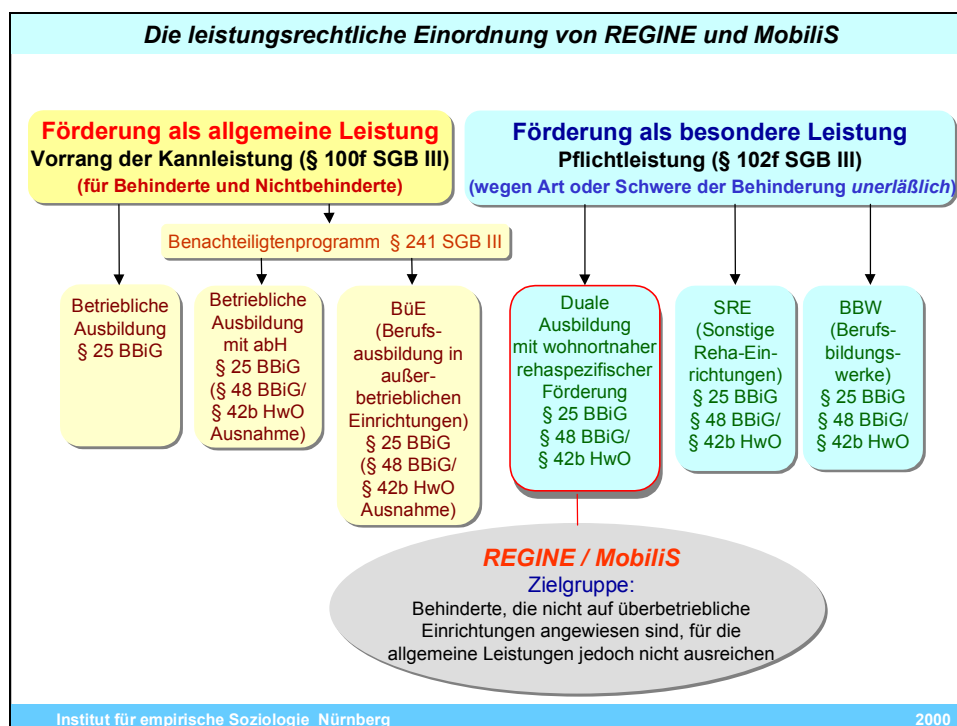 Die leistungsrechtliche Einordnung von REGINE und MobiliS
Förderung als allgemeine Leistung
Vorrang der Kannleistung (§ 100f SGB III)
(für Behinderte und Nichtbehinderte)
Förderung als besondere Leistung
Pflichtleistung (§ 102f SGB III)
(wegen Art oder Schwere der Behinderung unerläßlich)
Benachteiligtenprogramm § 241 SGB III
Betriebliche
Ausbildung
§ 25 BBiG
Betriebliche
Ausbildung
mit abH
§ 25 BBiG
(§ 48 BBiG/
§ 42b HwO
Ausnahme)
BüE
(Berufs-
ausbildung in
außer-
betrieblichen
Einrichtungen)
§ 25 BBiG
(§ 48 BBiG/
§ 42b HwO
Ausnahme)
Duale
Ausbildung
mit wohnortnaher
rehaspezifischer
Förderung
§ 25 BBiG
§ 48 BBiG/
§ 42b HwO
SRE
(Sonstige
Reha-Ein-
richtungen)
§ 25 BBiG
§ 48 BBiG/
§ 42b HwO
BBW
(Berufs-
bildungs-
werke)
§ 25 BBiG
§ 48 BBiG/
§ 42b HwO
REGINE / MobiliS
Zielgruppe:
Behinderte, die nicht auf überbetriebliche
Einrichtungen angewiesen sind, für die
allgemeine Leistungen jedoch nicht ausreichen
Institut für empirische Soziologie Nürnberg
2000